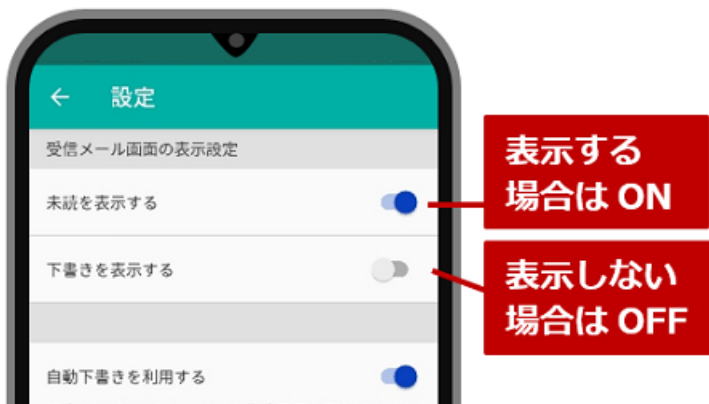 ← 設定
受信メール画面の表示設定
未読を表示する
表示する
場合は ON
下書きを表示する
表示しない
場合は OFF
自動下書きを利用する